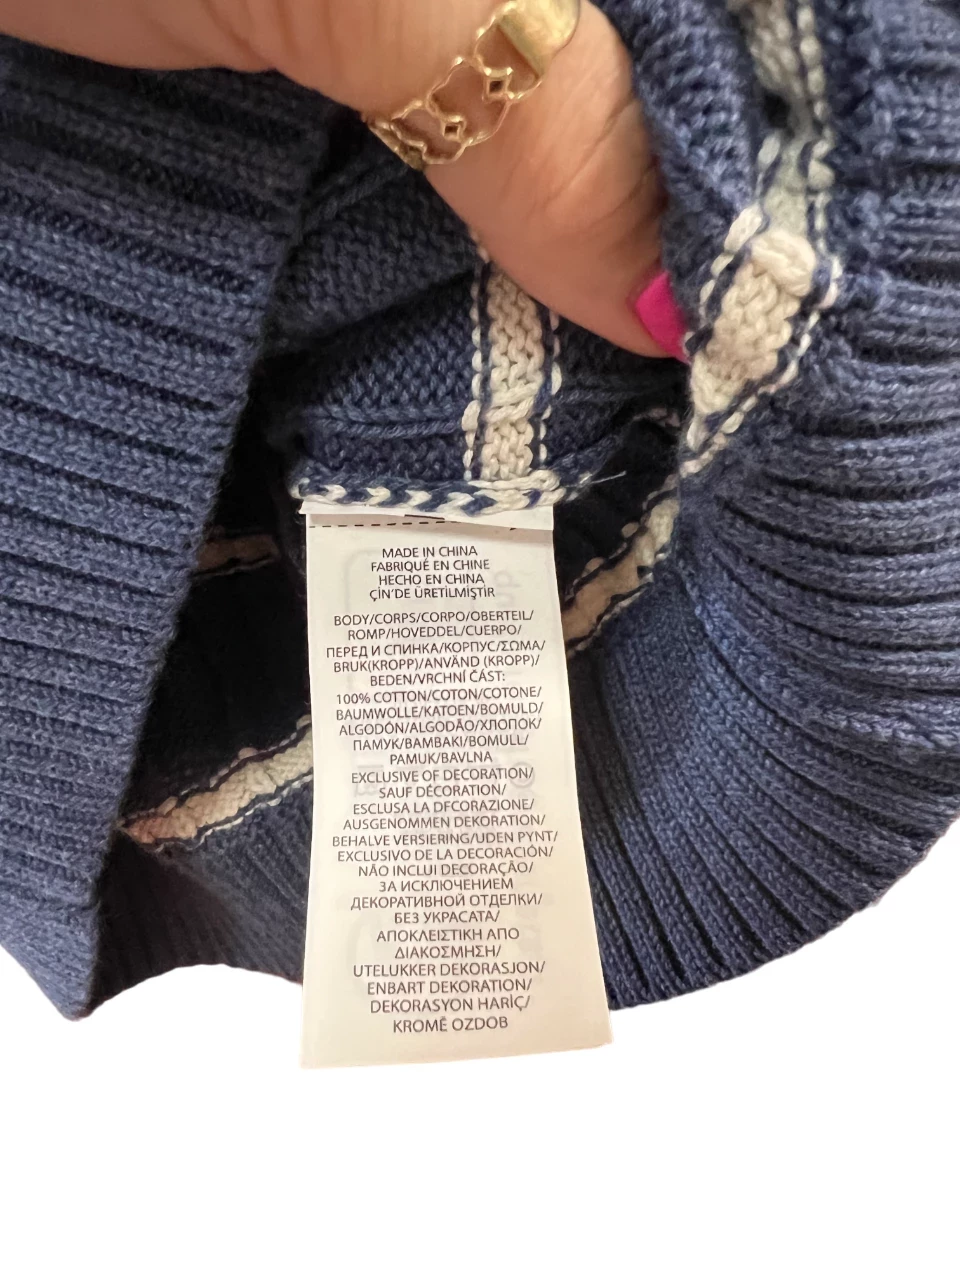 MADE IN CHINA
FABRIQUÉ EN CHINE
HECHO EN CHINA
ÇİN'DE ÜRETİLMİŞTİR
BODY/CORPS/CORPO/OBERTEIL/
ROMP/HOVEDDEL/CUERPO/
ПЕРЕД И СПИНКА/КОРПУС/ΣΩΜΑ/
BRUK(KROPP)/ANVÄND (KROPP)/
BEDEN/VRCHNÍ ČÁST:
100% COTTON/COTON/COTONE/
BAUMWOLLE/KATOEN/BOMULD/
ALGODÓN/ALGODÃO/ХЛОПОК/
ПАМУК/ΒΑΜΒΑΚΙ/BOMULL/
PAMUK/BAVLNA
EXCLUSIVE OF DECORATION/
SAUF DÉCORATION/
ESCLUSA LA DFCORAZIONE/
AUSGENOMMEN DEKORATION/
BEHALVE VERSIERING/UDEN PYNT/
EXCLUSIVO DE LA DECORACIÓN/
NÃO INCLUI DECORAÇÃO/
ЗА ИСКЛЮЧЕНИЕМ
ДЕКОРАТИВНОЙ ОТДЕЛКИ/
БЕЗ УКРАСАТА/
ΑΠΟΚΛΕΙΣΤΙΚΗ ΑΠΟ
ΔΙΑΚΟΣΜΗΣΗ/
UTELUKKER DEKORASJON/
ENBART DEKORATION/
DEKORASYON HARİÇ/
KROMĚ OZDOB